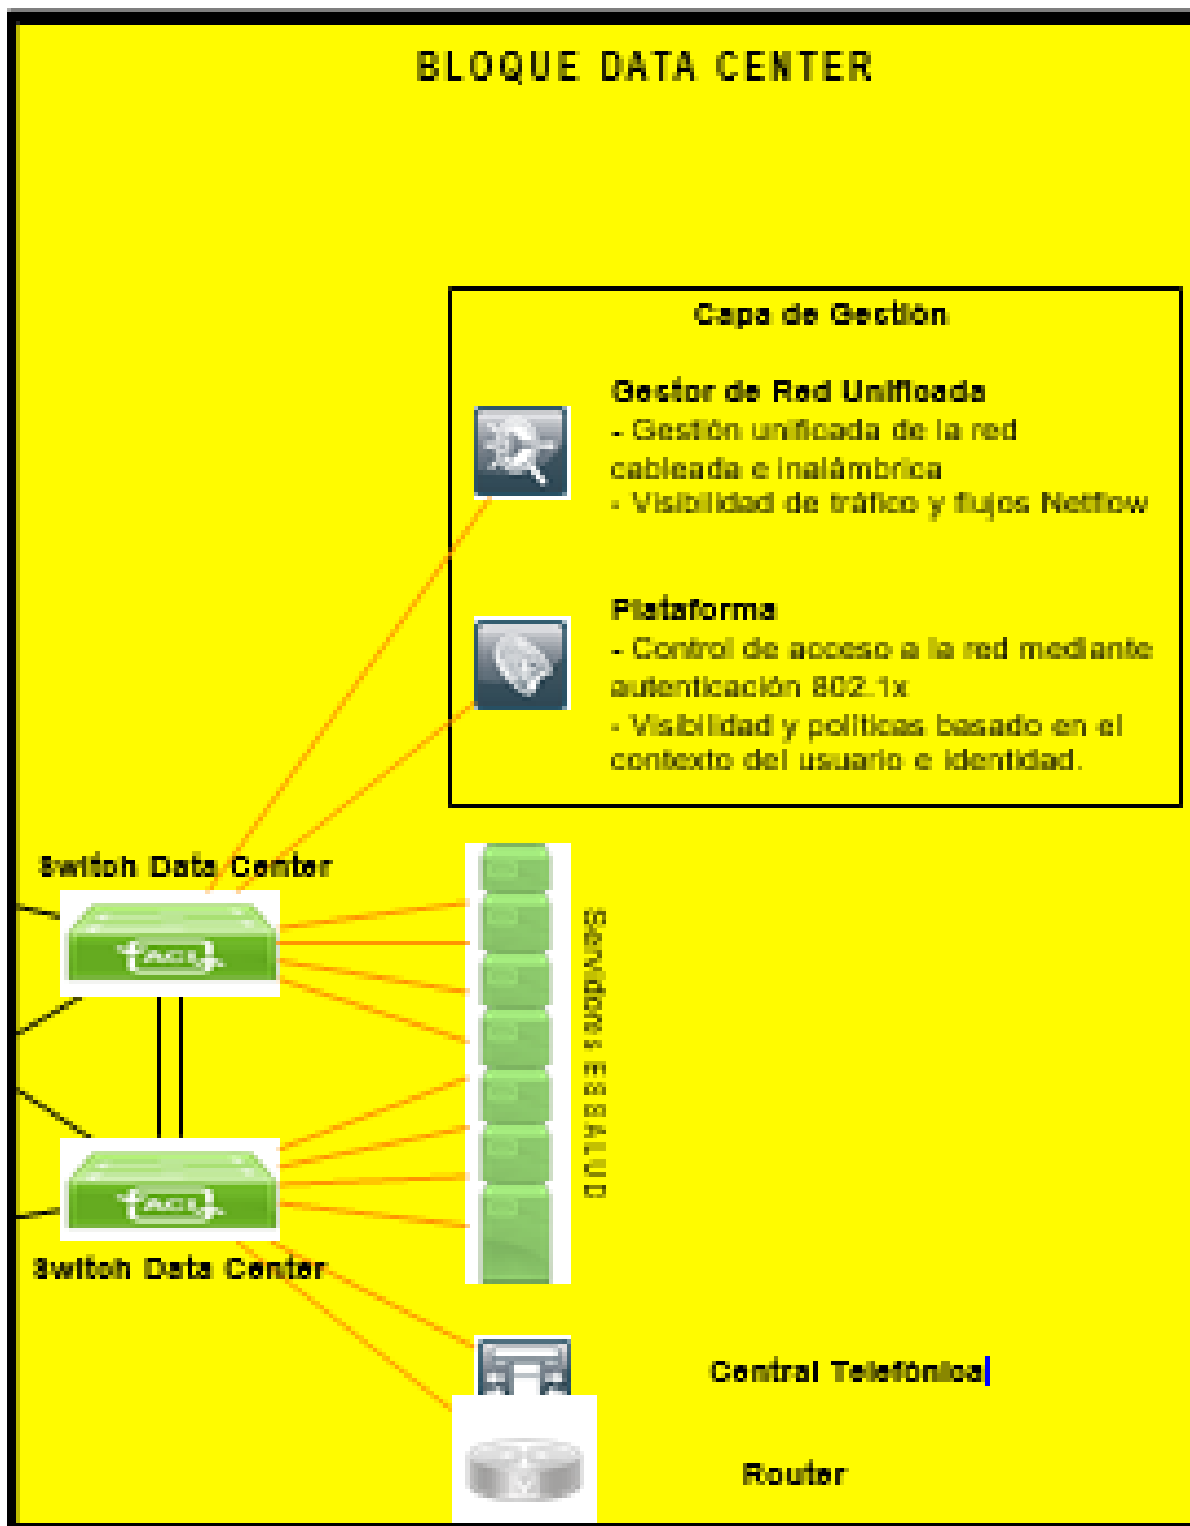 BLOQUE DATA CENTER
Capa de Gestión
Gestor de Red Unificada
- Gestión unificada de la red
cableada e inalámbrica
- Visibilidad de tráfico y flujos Netflow
Plataforma
- Control de acceso a la red mediante
autenticación 802.1x
- Visibilidad y políticas basado en el
contexto del usuario e identidad.
Switch Data Center
ACI
Servidores ESSALUD
ACI
Switch Data Center
Central Telefónica
Router